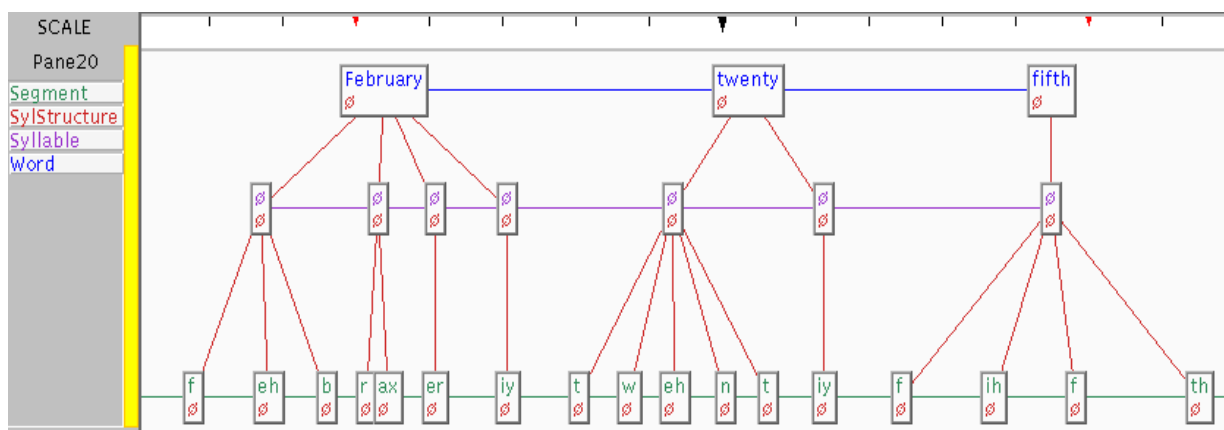 SCALE
Pane20
Segment
SylStructure
Syllable
Word
February twenty fifth
ø ø ø
ø ø ø ø ø ø ø
ø ø ø ø ø ø ø
f eh b r ax er iy t w eh n t iy f ih f th
ø ø ø ø ø ø ø ø ø ø ø ø ø ø ø ø ø